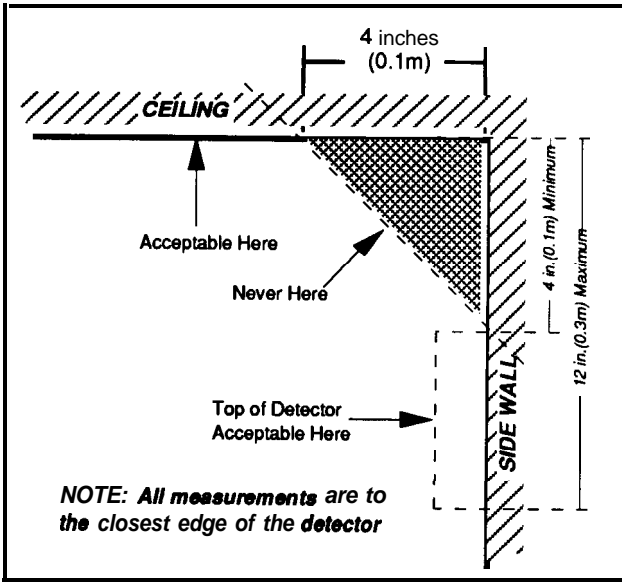 4 inches
(0.1m)
CEILING
Acceptable Here
Never Here
4 in.(0.1m) Minimum
12 in.(0.3m) Maximum
Top of Detector
Acceptable Here
SIDE WALL
NOTE: All measurements are to
the closest edge of the detector